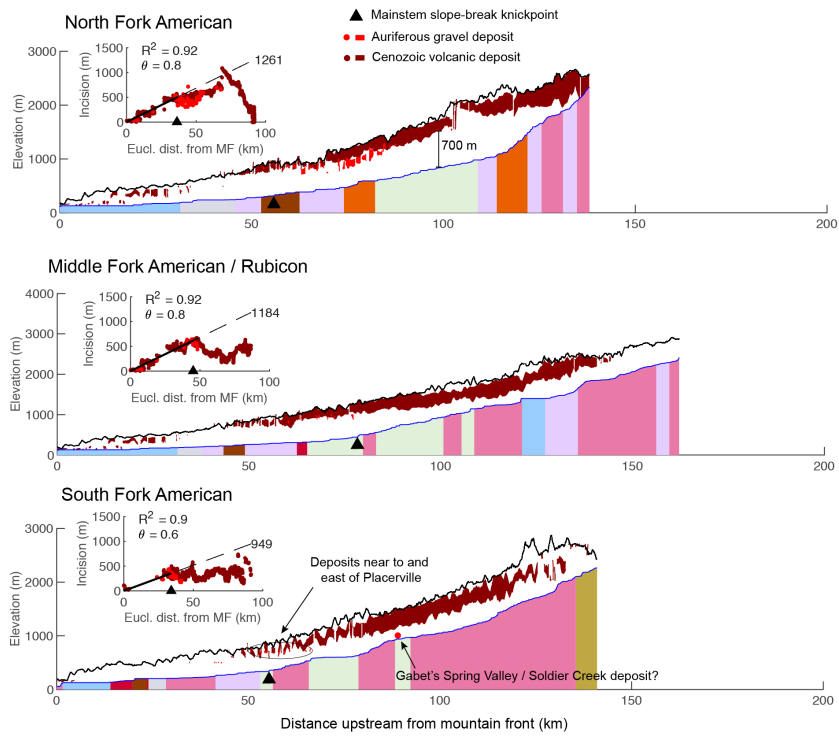 North Fork American
Mainstem slope-break knickpoint
Auriferous gravel deposit
Cenozoic volcanic deposit
1500
1000
500
0
Incision (m)
R2 = 0.92
θ = 0.8
1261
0 50 100
Eucl. dist. from MF (km)
3000
2000
1000
0
Elevation (m)
700 m
0 50 100 150 200
Middle Fork American / Rubicon
1500
1000
500
0
Incision (m)
R2 = 0.92
θ = 0.8
1184
0 50 100
Eucl. dist. from MF (km)
4000
3000
2000
1000
0
Elevation (m)
0 50 100 150 200
South Fork American
1500
1000
500
0
Incision (m)
R2 = 0.9
θ = 0.6
949
0 50 100
Eucl. dist. from MF (km)
3000
2000
1000
0
Elevation (m)
Deposits near to and
east of Placerville
Gabet's Spring Valley / Soldier Creek deposit?
0 50 100 150 200
Distance upstream from mountain front (km)